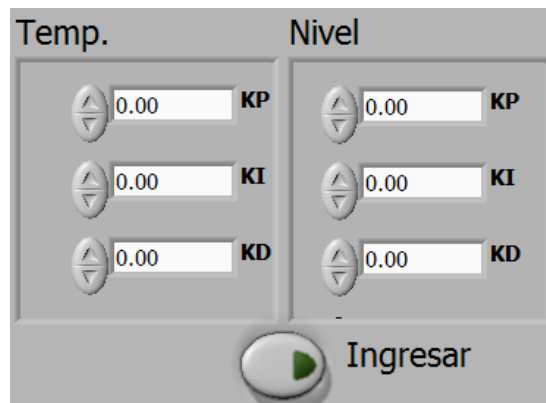 Temp. Nivel
0.00 KP 0.00 KP
0.00 KI 0.00 KI
0.00 KD 0.00 KD
Ingresar